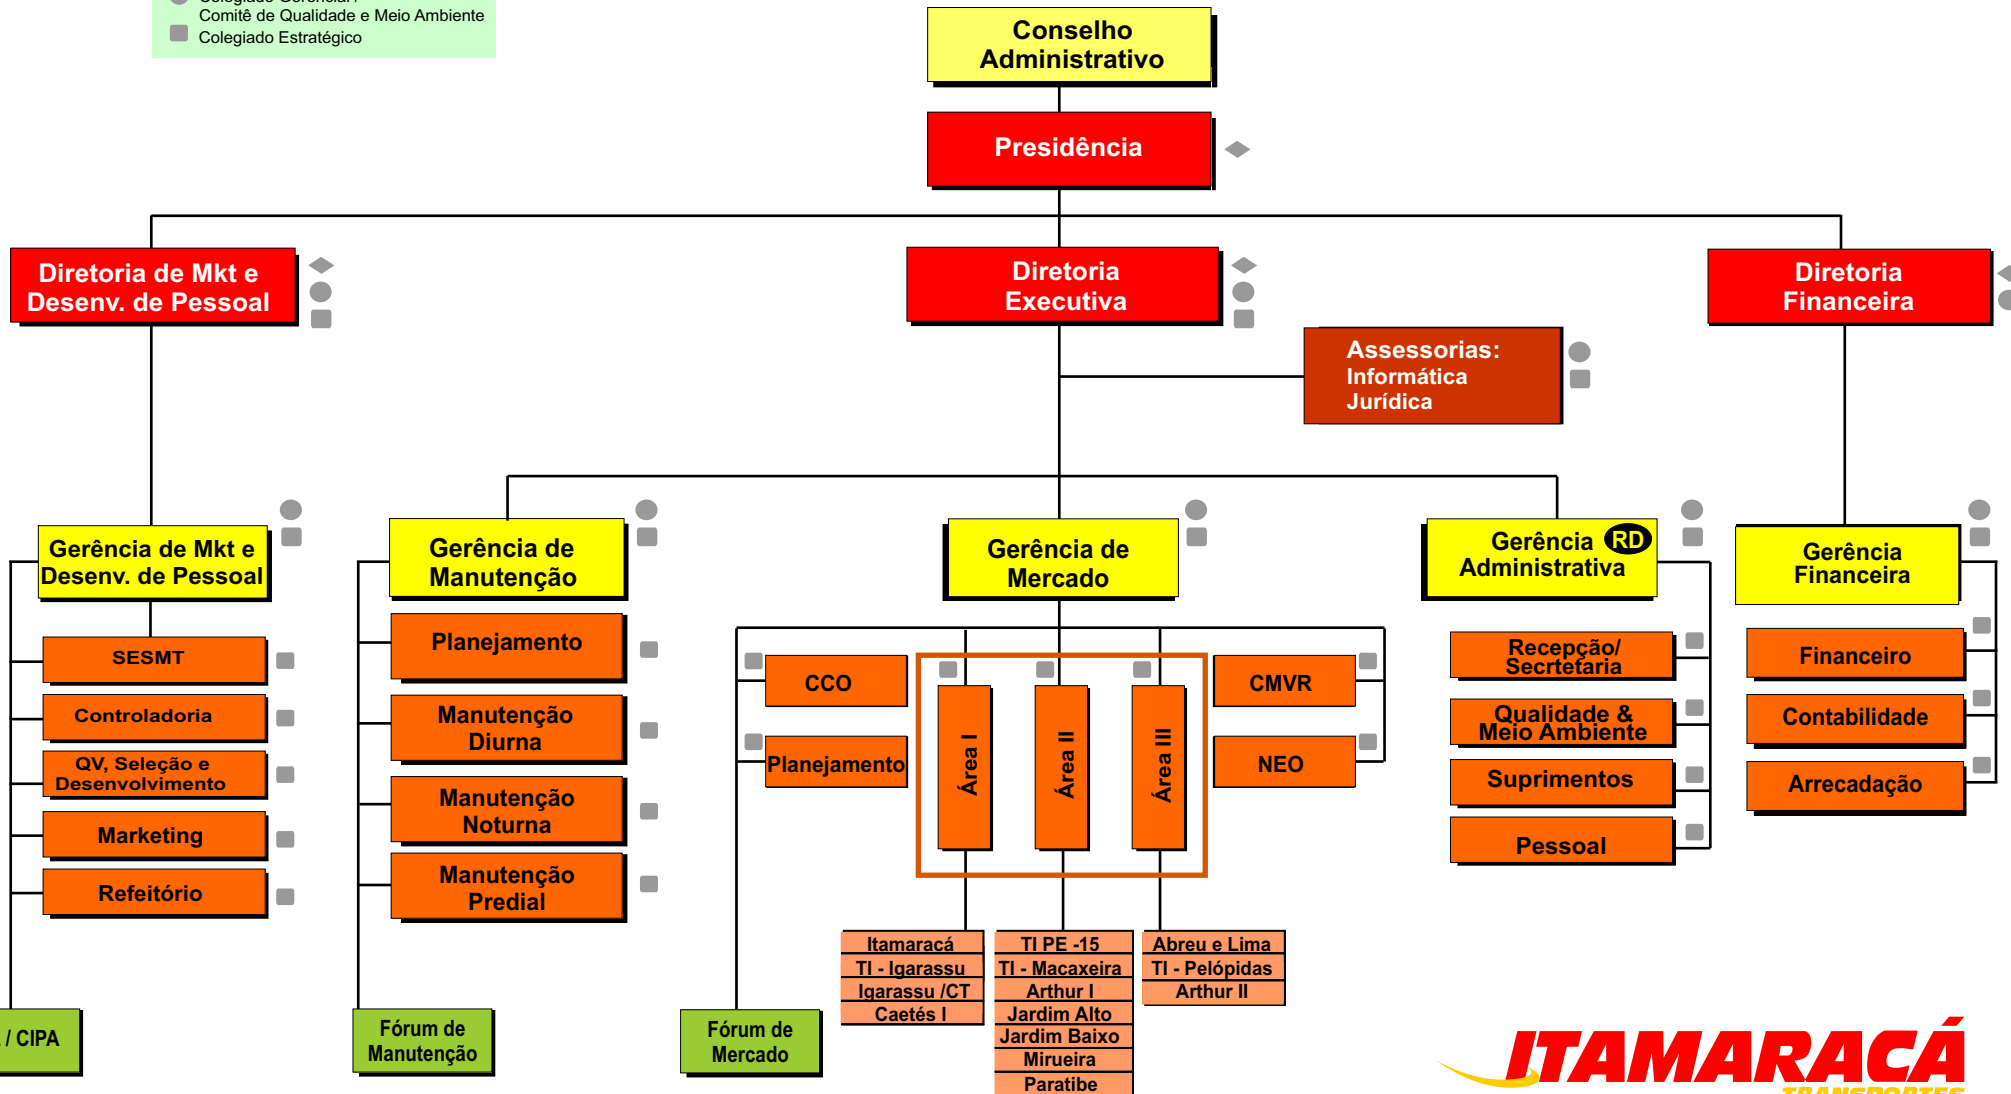 Colegiado Gerencial /
Comitê de Qualidade e Meio Ambiente
Colegiado Estratégico
Conselho
Administrativo
Presidência
Diretoria de Mkt e
Desenv. de Pessoal
Diretoria
Executiva
Diretoria
Financeira
Assessorias:
Informática
Jurídica
Gerência de Mkt e
Desenv. de Pessoal
SESMT
Controladoria
QV, Seleção e
Desenvolvimento
Marketing
Refeitório
/ CIPA
Gerência de
Manutenção
Planejamento
Manutenção
Diurna
Manutenção
Noturna
Manutenção
Predial
Fórum de
Manutenção
Gerência de
Mercado
CCO
Planejamento
Área I
Área II
Área III
CMVR
NEO
Itamaracá
TI - Igarassu
Igarassu /CT
Caetés I
TI PE -15
TI - Macaxeira
Arthur I
Jardim Alto
Jardim Baixo
Mirueira
Paratibe
Abreu e Lima
TI - Pelópidas
Arthur II
Fórum de
Mercado
Gerência RD
Administrativa
Recepção/
Secrtetaria
Qualidade &
Meio Ambiente
Suprimentos
Pessoal
Gerência
Financeira
Financeiro
Contabilidade
Arrecadação
ITAMARACÁ
TRANSPORTES